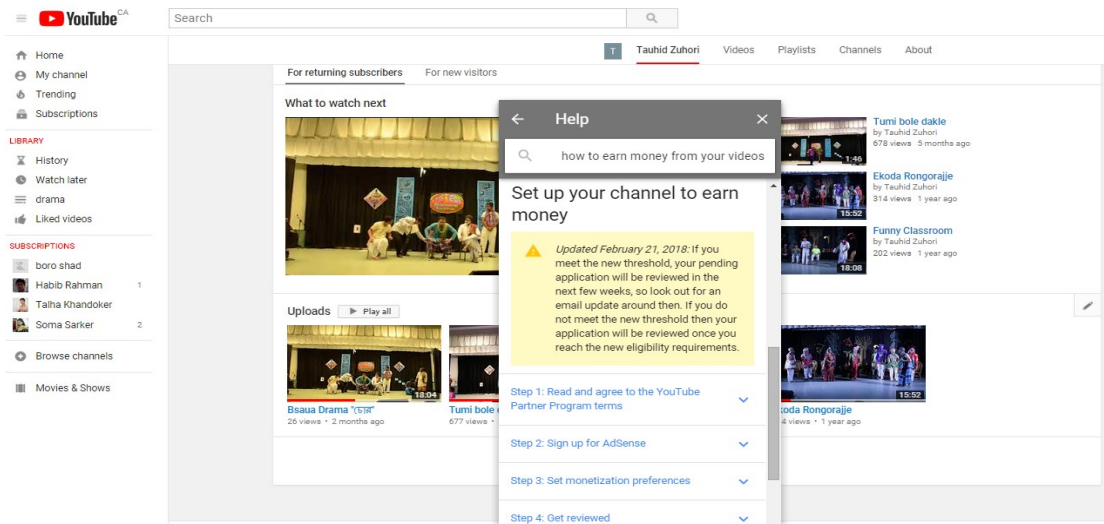 YouTube CA
Search
Home
My channel
Trending
Subscriptions
LIBRARY
History
Watch later
drama
Liked videos
SUBSCRIPTIONS
boro shad
Habib Rahman 1
Talha Khandoker
Soma Sarker 2
Browse channels
Movies & Shows
T Tauhid Zuhori Videos Playlists Channels About
For returning subscribers For new visitors
What to watch next
Tumi bole dakle
by Tauhid Zuhori
678 views 5 months ago
1:46
Ekoda Rongorajje
by Tauhid Zuhori
314 views 1 year ago
15:52
Funny Classroom
by Tauhid Zuhori
202 views 1 year ago
18:08
Uploads Play all
18:04
Bsaua Drama "চোর"
26 views • 2 months ago
Tumi bole
677 views •
15:52
koda Rongorajje
4 views • 1 year ago
Help
how to earn money from your videos
Set up your channel to earn
money
Updated February 21, 2018: If you
meet the new threshold, your pending
application will be reviewed in the
next few weeks, so look out for an
email update around then. If you do
not meet the new threshold then your
application will be reviewed once you
reach the new eligibility requirements.
Step 1: Read and agree to the YouTube
Partner Program terms
Step 2: Sign up for AdSense
Step 3: Set monetization preferences
Step 4: Get reviewed